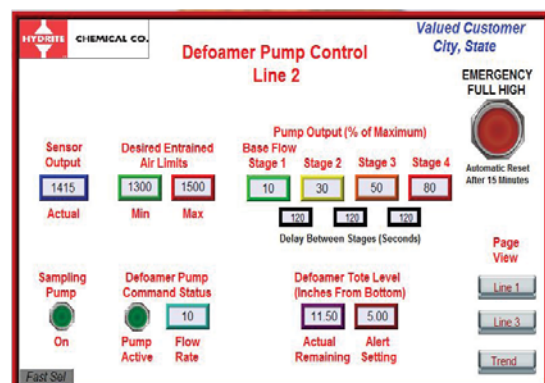 HYDRITE CHEMICAL CO.
Valued Customer
City, State
Defoamer Pump Control
Line 2
EMERGENCY
FULL HIGH
Automatic Reset
After 15 Minutes
Sensor
Output
1415
Actual
Desired Entrained
Air Limits
1300 1500
Min Max
Pump Output (% of Maximum)
Base Flow
Stage 1 Stage 2 Stage 3 Stage 4
10 30 50 80
120 120 120
Delay Between Stages (Seconds)
Sampling
Pump
On
Defoamer Pump
Command Status
10
Pump Flow
Active Rate
Defoamer Tote Level
(Inches From Bottom)
11.50 5.00
Actual Alert
Remaining Setting
Page
View
Line 1
Line 3
Trend
Fast Sol